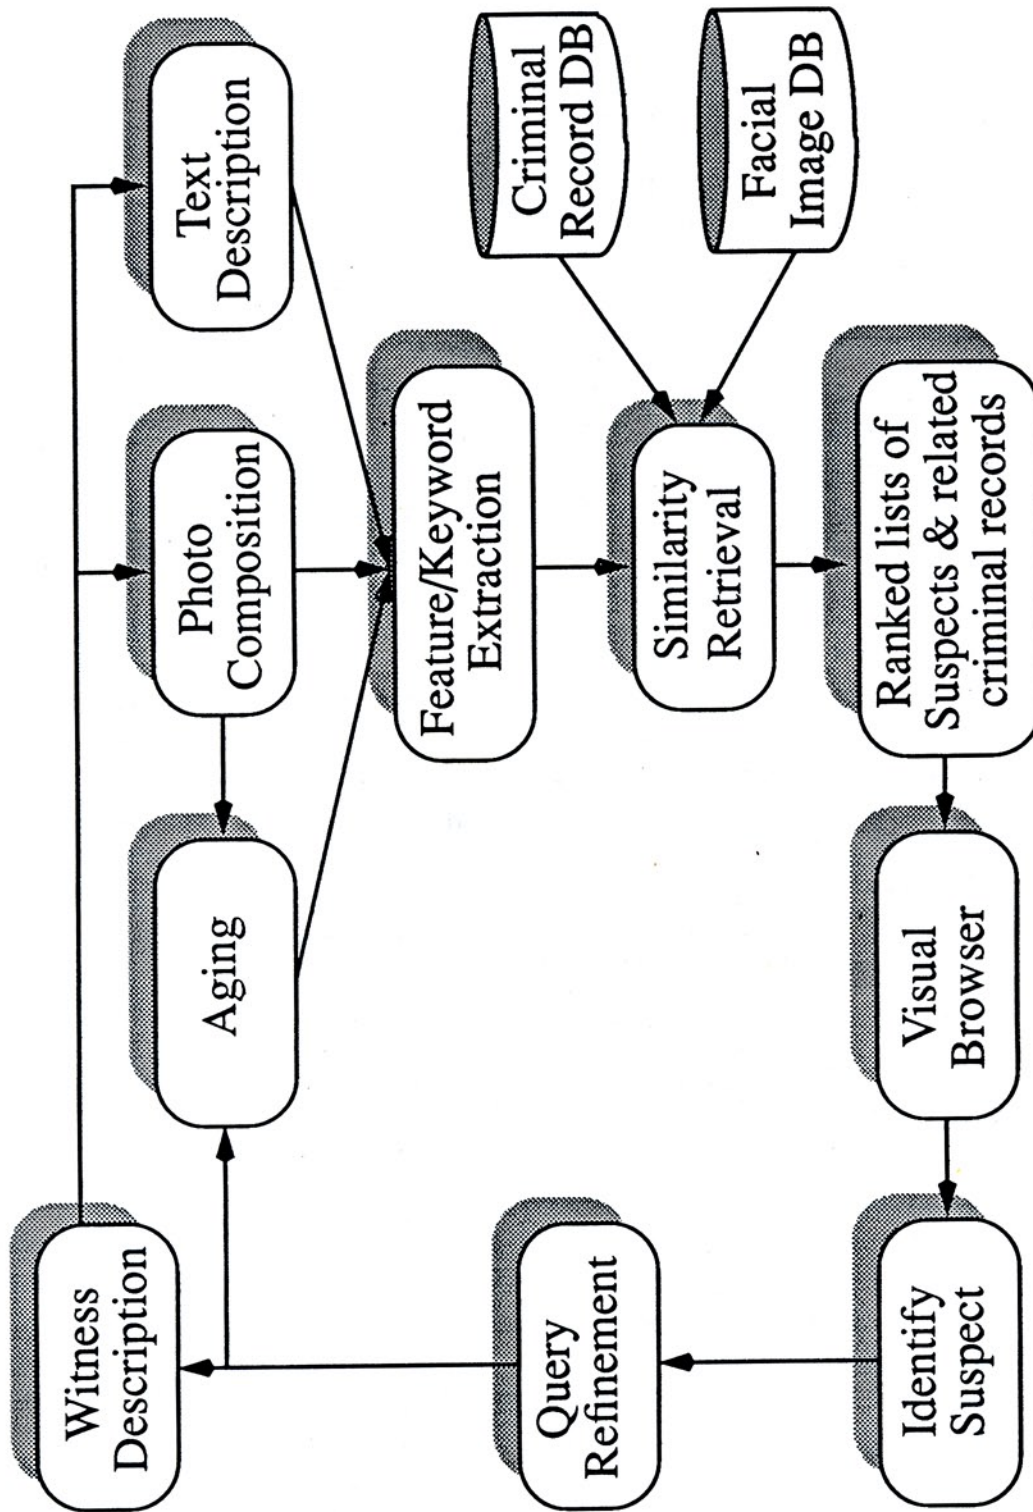 Witness
Description
Aging
Photo
Composition
Text
Description
Feature/Keyword
Extraction
Query
Refinement
Similarity
Retrieval
Criminal
Record DB
Facial
Image DB
Identify
Suspect
Visual
Browser
Ranked lists of
Suspects & related
criminal records